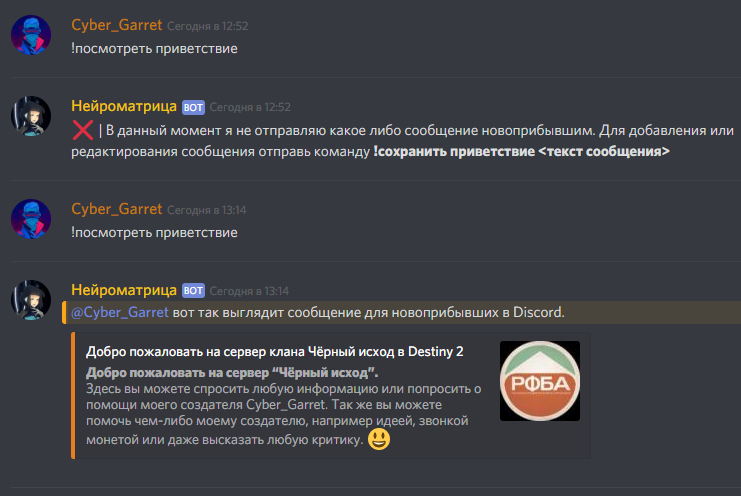 Cyber_Garret Сегодня в 12:52
!посмотреть приветствие
Нейроматрица БОТ Сегодня в 12:52
❌ | В данный момент я не отправляю какое либо сообщение новоприбывшим. Для добавления или
редактирования сообщения отправь команду !сохранить приветствие <текст сообщения>
Cyber_Garret Сегодня в 13:14
!посмотреть приветствие
Нейроматрица БОТ Сегодня в 13:14
@Cyber_Garret вот так выглядит сообщение для новоприбывших в Discord.
Добро пожаловать на сервер клана Чёрный исход в Destiny 2
Добро пожаловать на сервер “Чёрный исход”.
Здесь вы можете спросить любую информацию или попросить о
помощи моего создателя Cyber_Garret. Так же вы можете
помочь чем-либо моему создателю, например идеей, звонкой
монетой или даже высказать любую критику. 😃
РФБА